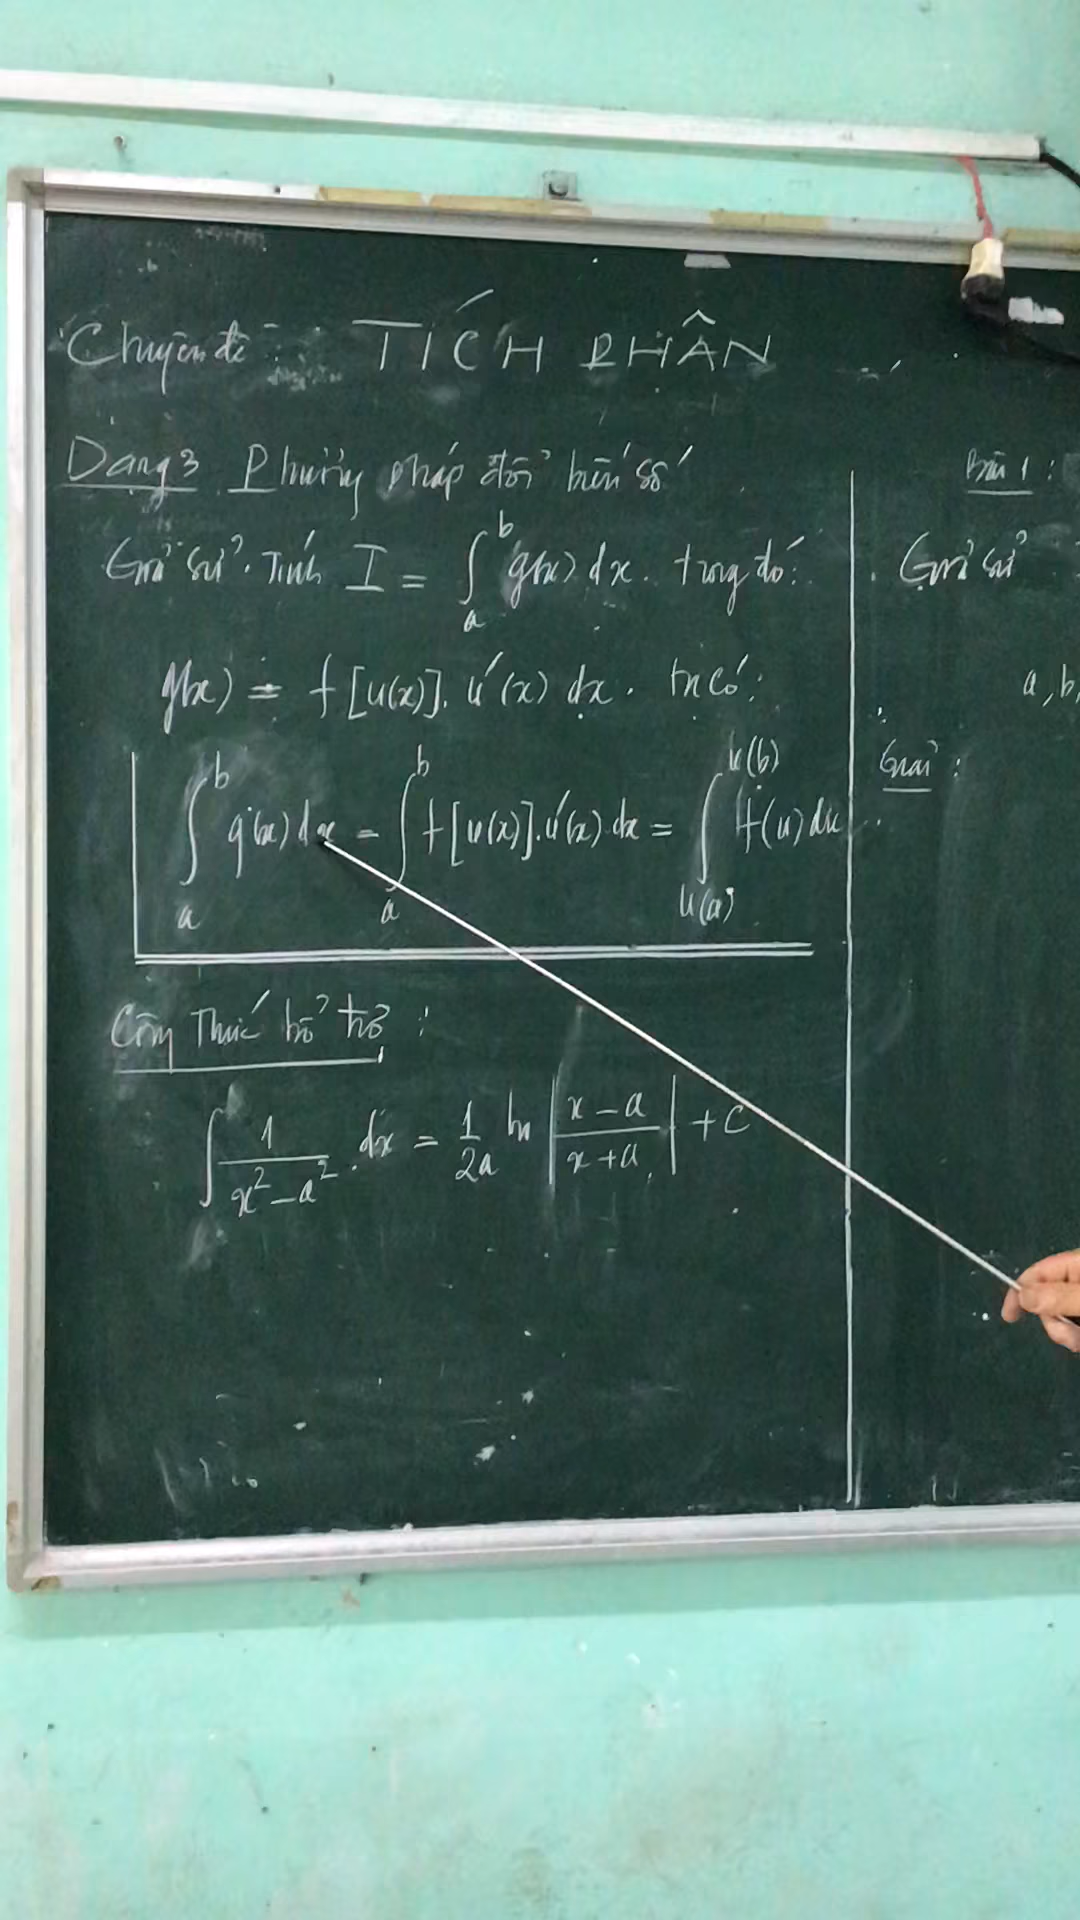 Chuyên đề: TÍCH PHÂN
Dạng 3 Phương pháp đổi biến số
Giả sử. Tính I = ∫_a^b g(x) dx. trong đó:
g(x) = f[u(x)]. u'(x) dx. ta có:
∫_a^b g(x) dx = ∫_a^b f[u(x)].u'(x) dx = ∫_{u(a)}^{u(b)} f(u) du
Công thức bổ trợ :
∫ 1/(x² - a²) . dx = 1/2a ln |(x - a)/(x + a)| + C
Bài 1 :
Giả sử
a, b,
Giải :